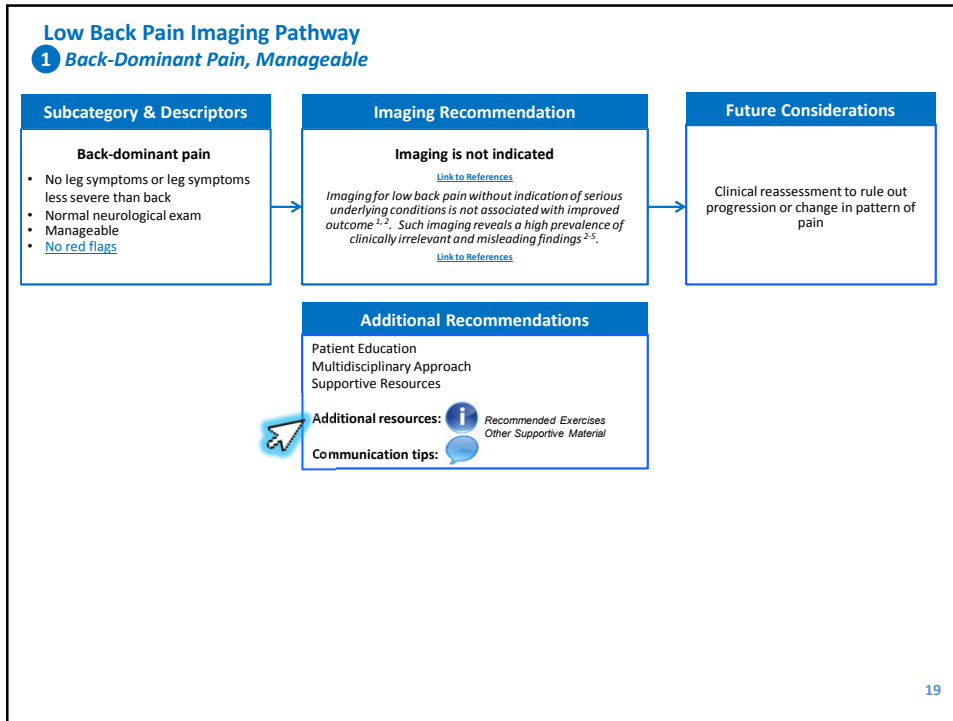 Low Back Pain Imaging Pathway
1 Back-Dominant Pain, Manageable
Subcategory & Descriptors
Back-dominant pain
• No leg symptoms or leg symptoms
less severe than back
• Normal neurological exam
• Manageable
• No red flags
Imaging Recommendation
Imaging is not indicated
Link to References
Imaging for low back pain without indication of serious
underlying conditions is not associated with improved
outcome 1, 2. Such imaging reveals a high prevalence of
clinically irrelevant and misleading findings 2-5.
Link to References
Future Considerations
Clinical reassessment to rule out
progression or change in pattern of
pain
Additional Recommendations
Patient Education
Multidisciplinary Approach
Supportive Resources
Additional resources: i Recommended Exercises
Other Supportive Material
Communication tips:
19